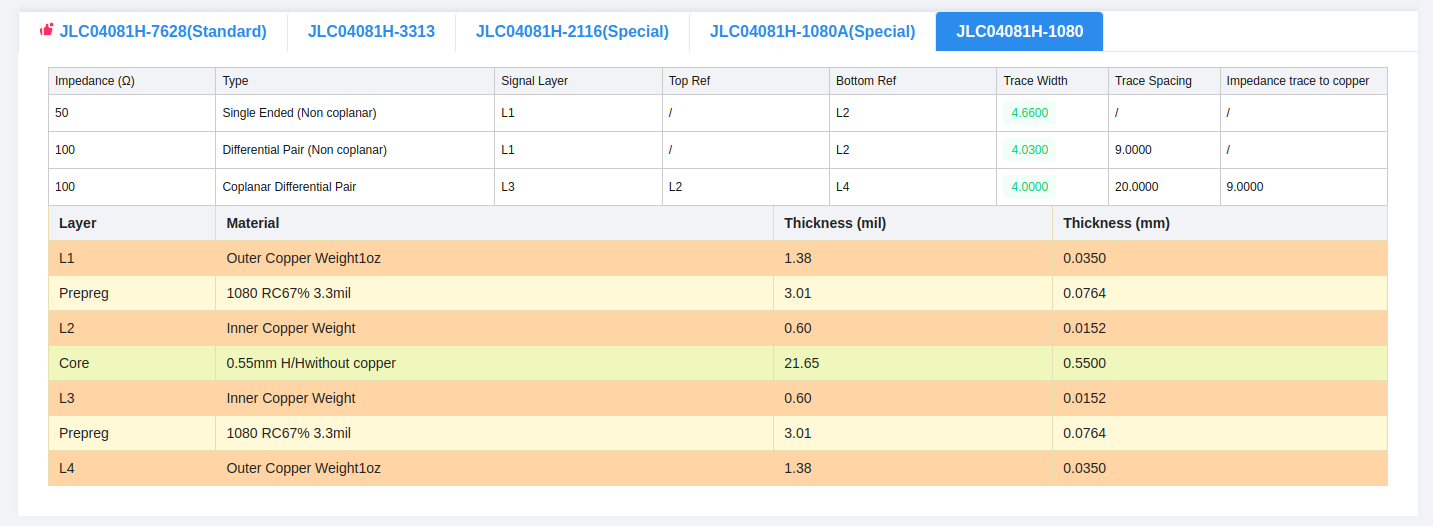 JLC04081H-7628(Standard) JLC04081H-3313 JLC04081H-2116(Special) JLC04081H-1080A(Special) JLC04081H-1080
Impedance (Ω) Type Signal Layer Top Ref Bottom Ref Trace Width Trace Spacing Impedance trace to copper
50 Single Ended (Non coplanar) L1 / L2 4.6600 / /
100 Differential Pair (Non coplanar) L1 / L2 4.0300 9.0000 /
100 Coplanar Differential Pair L3 L2 L4 4.0000 20.0000 9.0000
Layer Material Thickness (mil) Thickness (mm)
L1 Outer Copper Weight1oz 1.38 0.0350
Prepreg 1080 RC67% 3.3mil 3.01 0.0764
L2 Inner Copper Weight 0.60 0.0152
Core 0.55mm H/Hwithout copper 21.65 0.5500
L3 Inner Copper Weight 0.60 0.0152
Prepreg 1080 RC67% 3.3mil 3.01 0.0764
L4 Outer Copper Weight1oz 1.38 0.0350